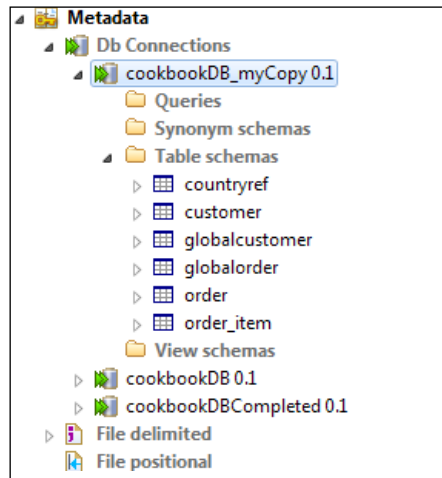 Metadata
Db Connections
cookbookDB_myCopy 0.1
Queries
Synonym schemas
Table schemas
countryref
customer
globalcustomer
globalorder
order
order_item
View schemas
cookbookDB 0.1
cookbookDBCompleted 0.1
File delimited
File positional